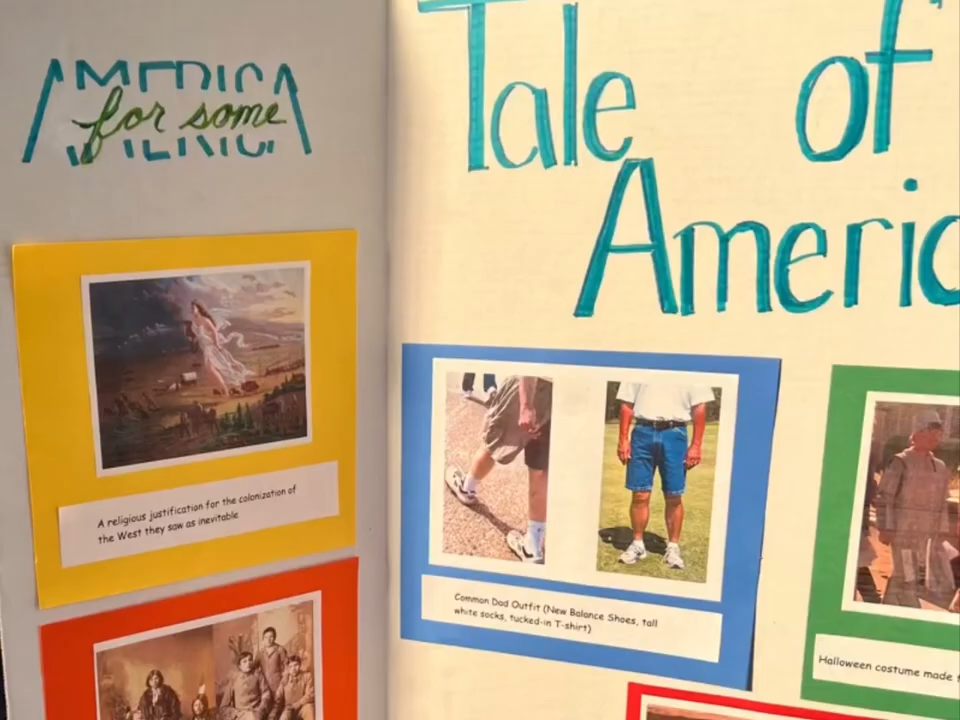 AMERICA
for some
Tale of
Americ
A religious justification for the colonization of
the West they saw as inevitable
Common Dad Outfit (New Balance Shoes, tall
white socks, tucked-in T-shirt)
Halloween costume made